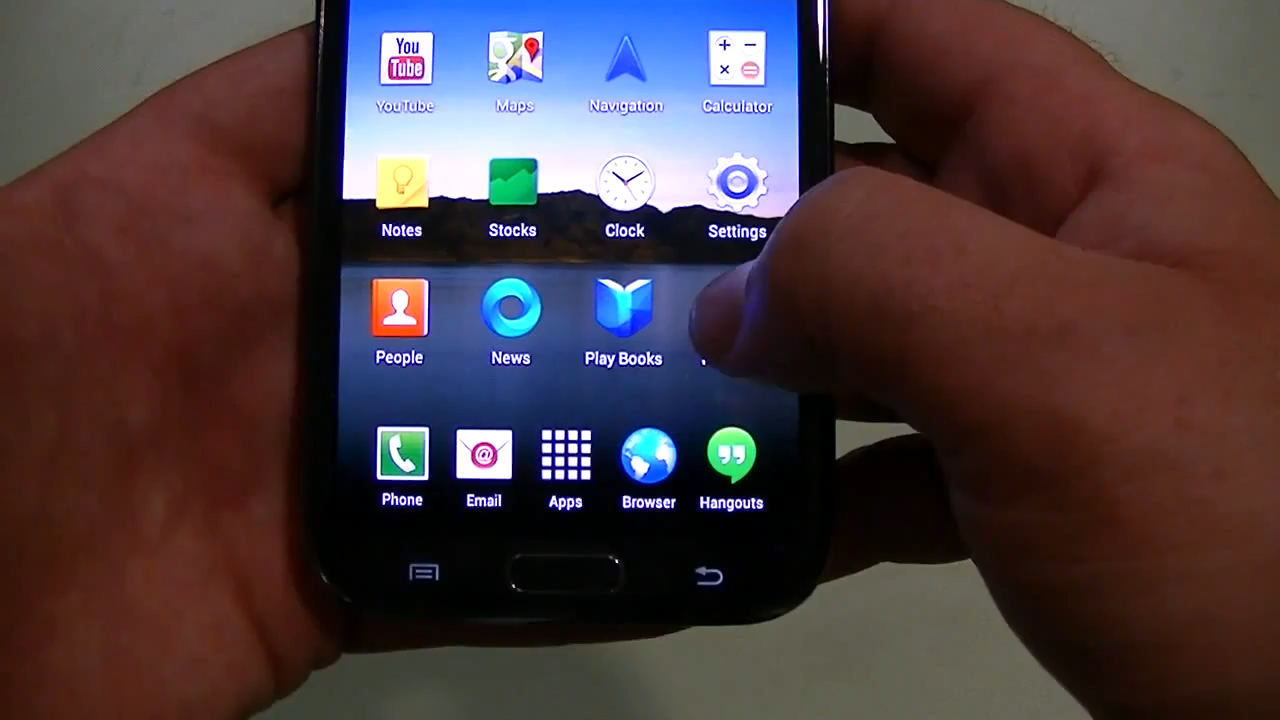 You
Tube
YouTube Maps Navigation Calculator
Notes Stocks Clock Settings
People News Play Books
Phone Email Apps Browser Hangouts